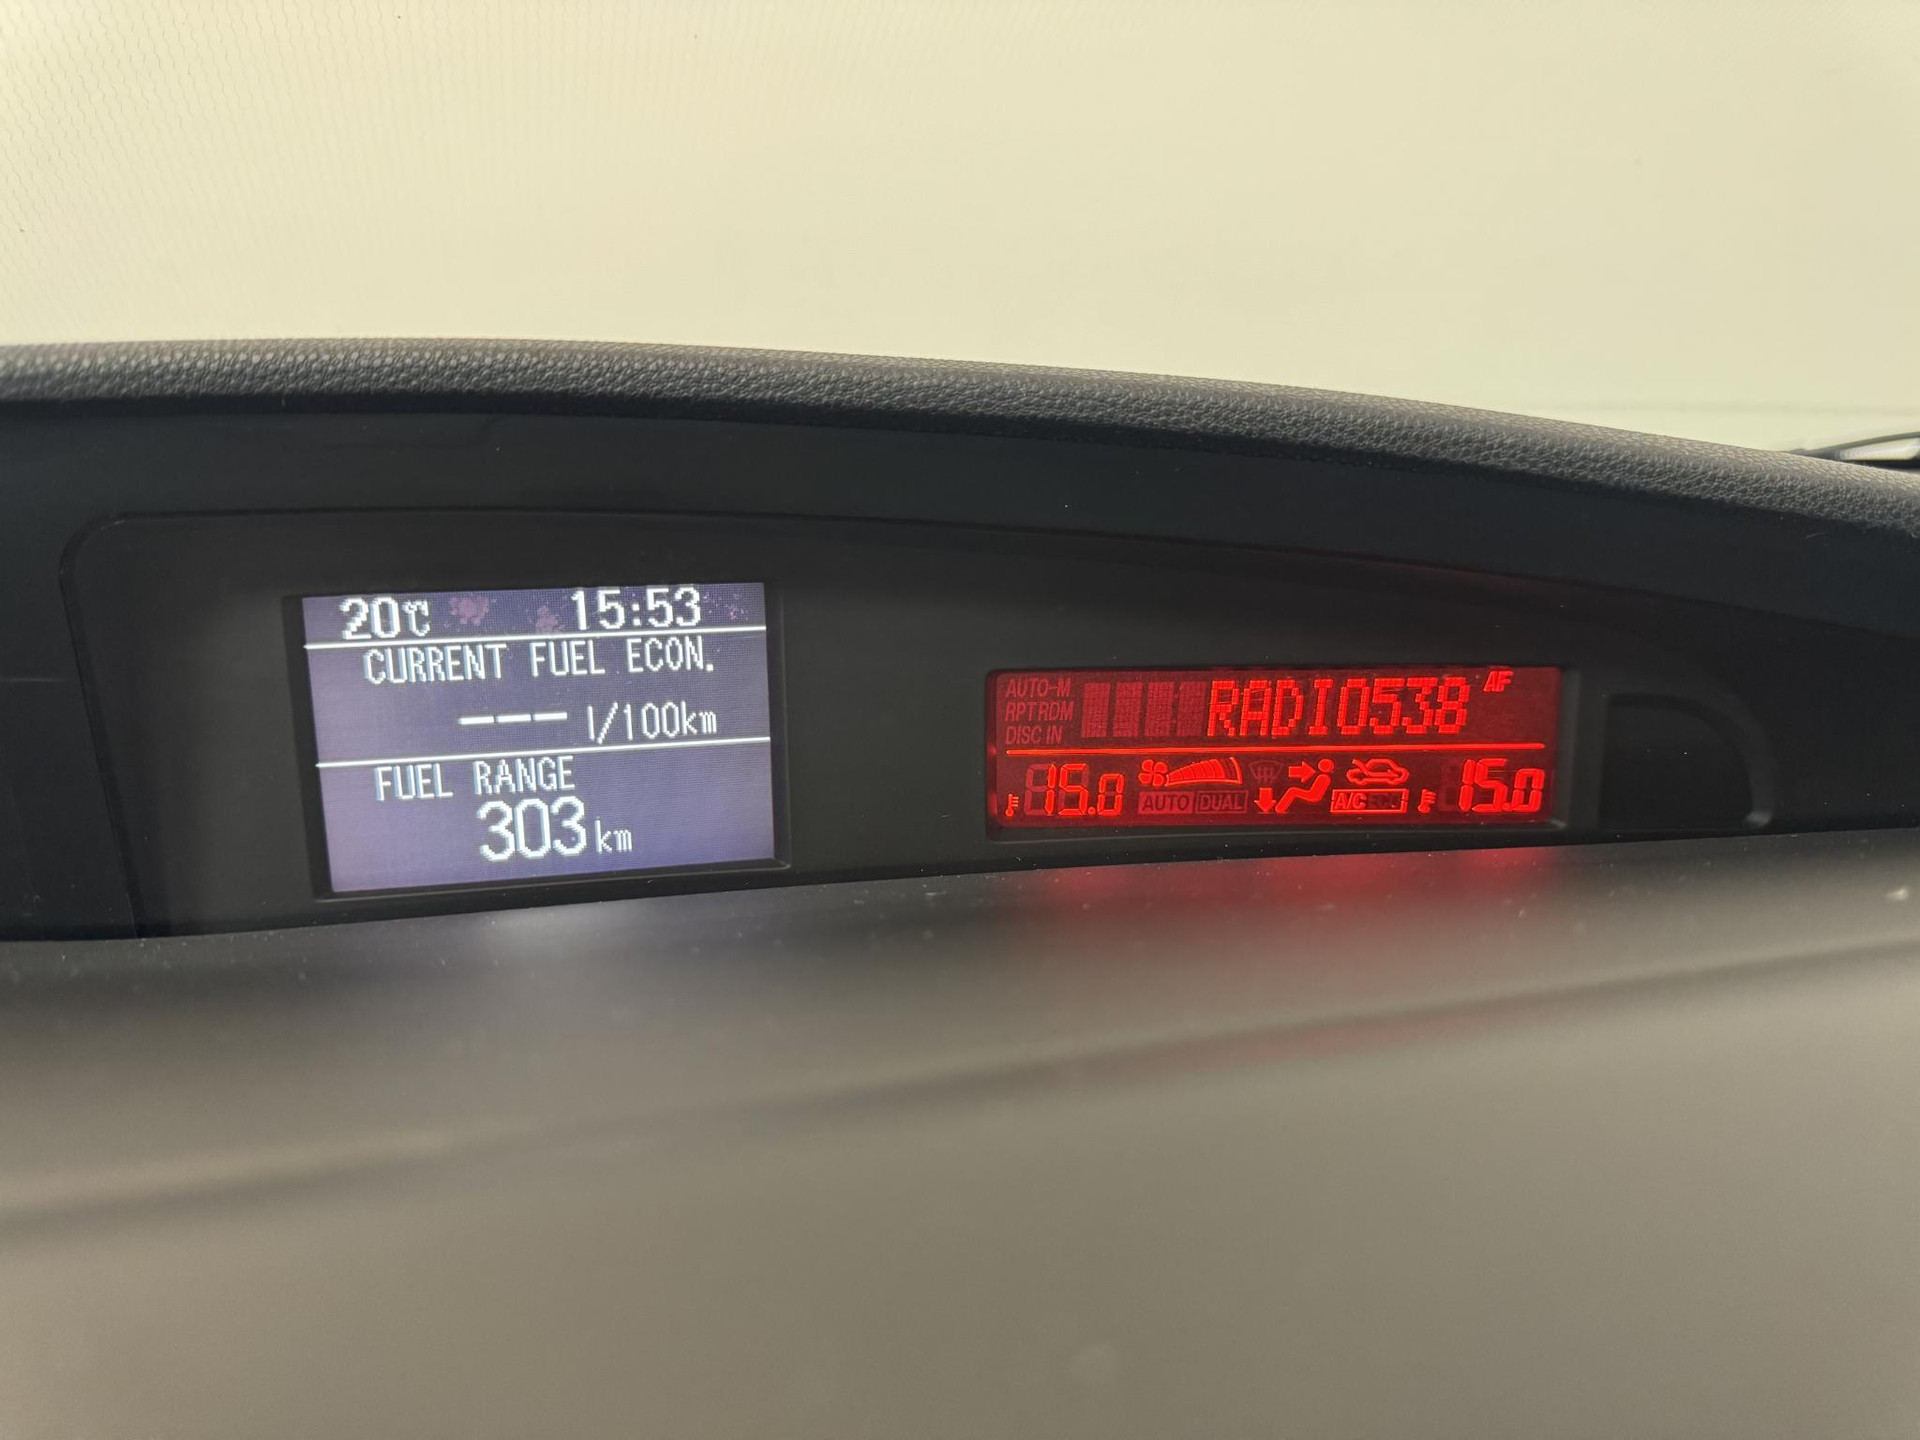 20℃ 15:53
CURRENT FUEL ECON.
--- l/100km
FUEL RANGE
303 km
AUTO-M
RPT RDM
DISC IN
RADIO538 AF
15.0
AUTO DUAL
A/C ECO
15.0